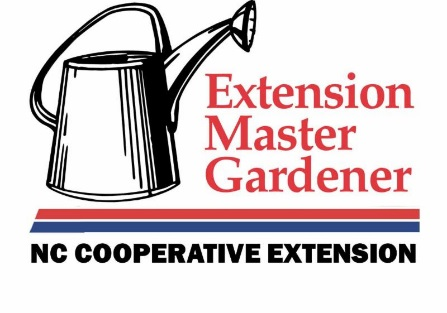 Extension
Master
Gardener
NC COOPERATIVE EXTENSION